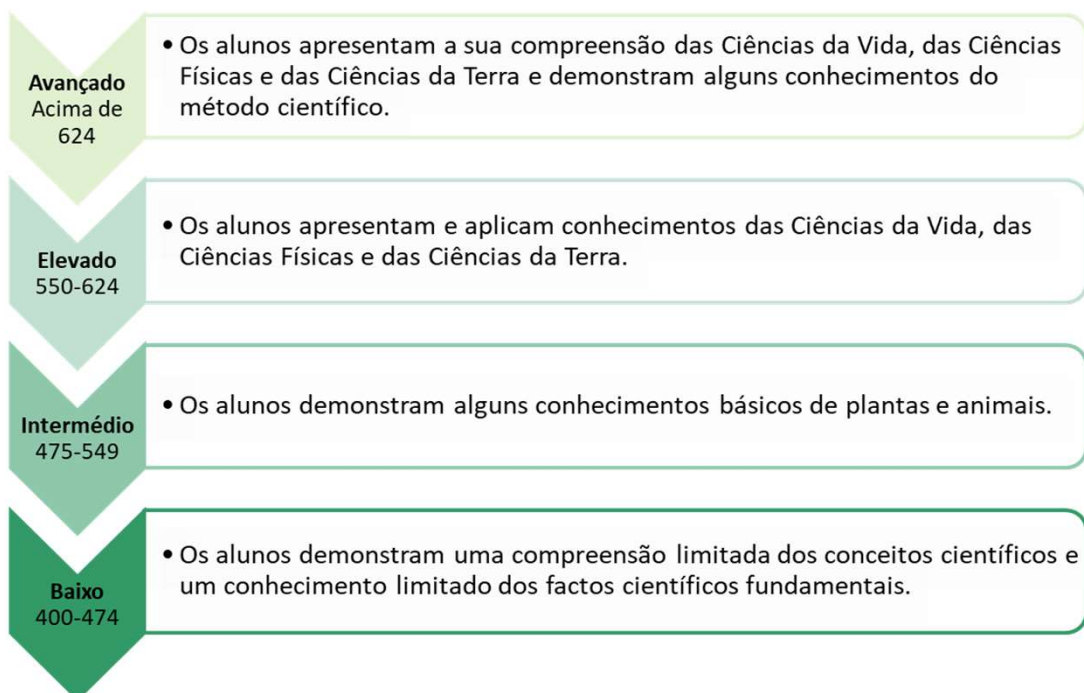 Avançado
Acima de
624
• Os alunos apresentam a sua compreensão das Ciências da Vida, das Ciências
Físicas e das Ciências da Terra e demonstram alguns conhecimentos do
método científico.
Elevado
550-624
• Os alunos apresentam e aplicam conhecimentos das Ciências da Vida, das
Ciências Físicas e das Ciências da Terra.
Intermédio
475-549
• Os alunos demonstram alguns conhecimentos básicos de plantas e animais.
Baixo
400-474
• Os alunos demonstram uma compreensão limitada dos conceitos científicos e
um conhecimento limitado dos factos científicos fundamentais.